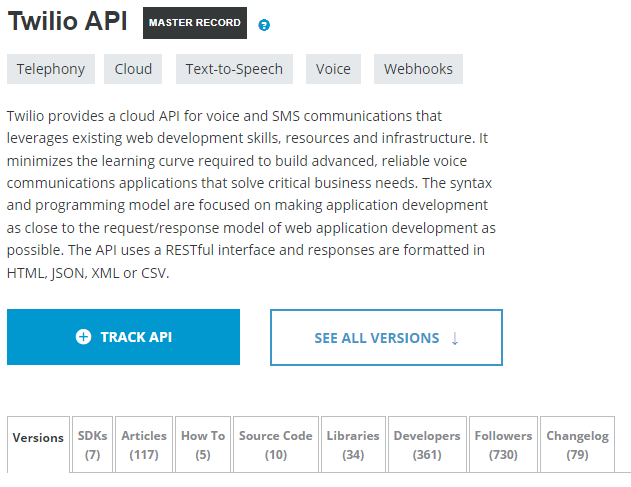 Twilio API MASTER RECORD ?
Telephony Cloud Text-to-Speech Voice Webhooks
Twilio provides a cloud API for voice and SMS communications that
leverages existing web development skills, resources and infrastructure. It
minimizes the learning curve required to build advanced, reliable voice
communications applications that solve critical business needs. The syntax
and programming model are focused on making application development
as close to the request/response model of web application development as
possible. The API uses a RESTful interface and responses are formatted in
HTML, JSON, XML or CSV.
TRACK API SEE ALL VERSIONS ↓
Versions SDKs Articles How To Source Code Libraries Developers Followers Changelog
(7) (117) (5) (10) (34) (361) (730) (79)